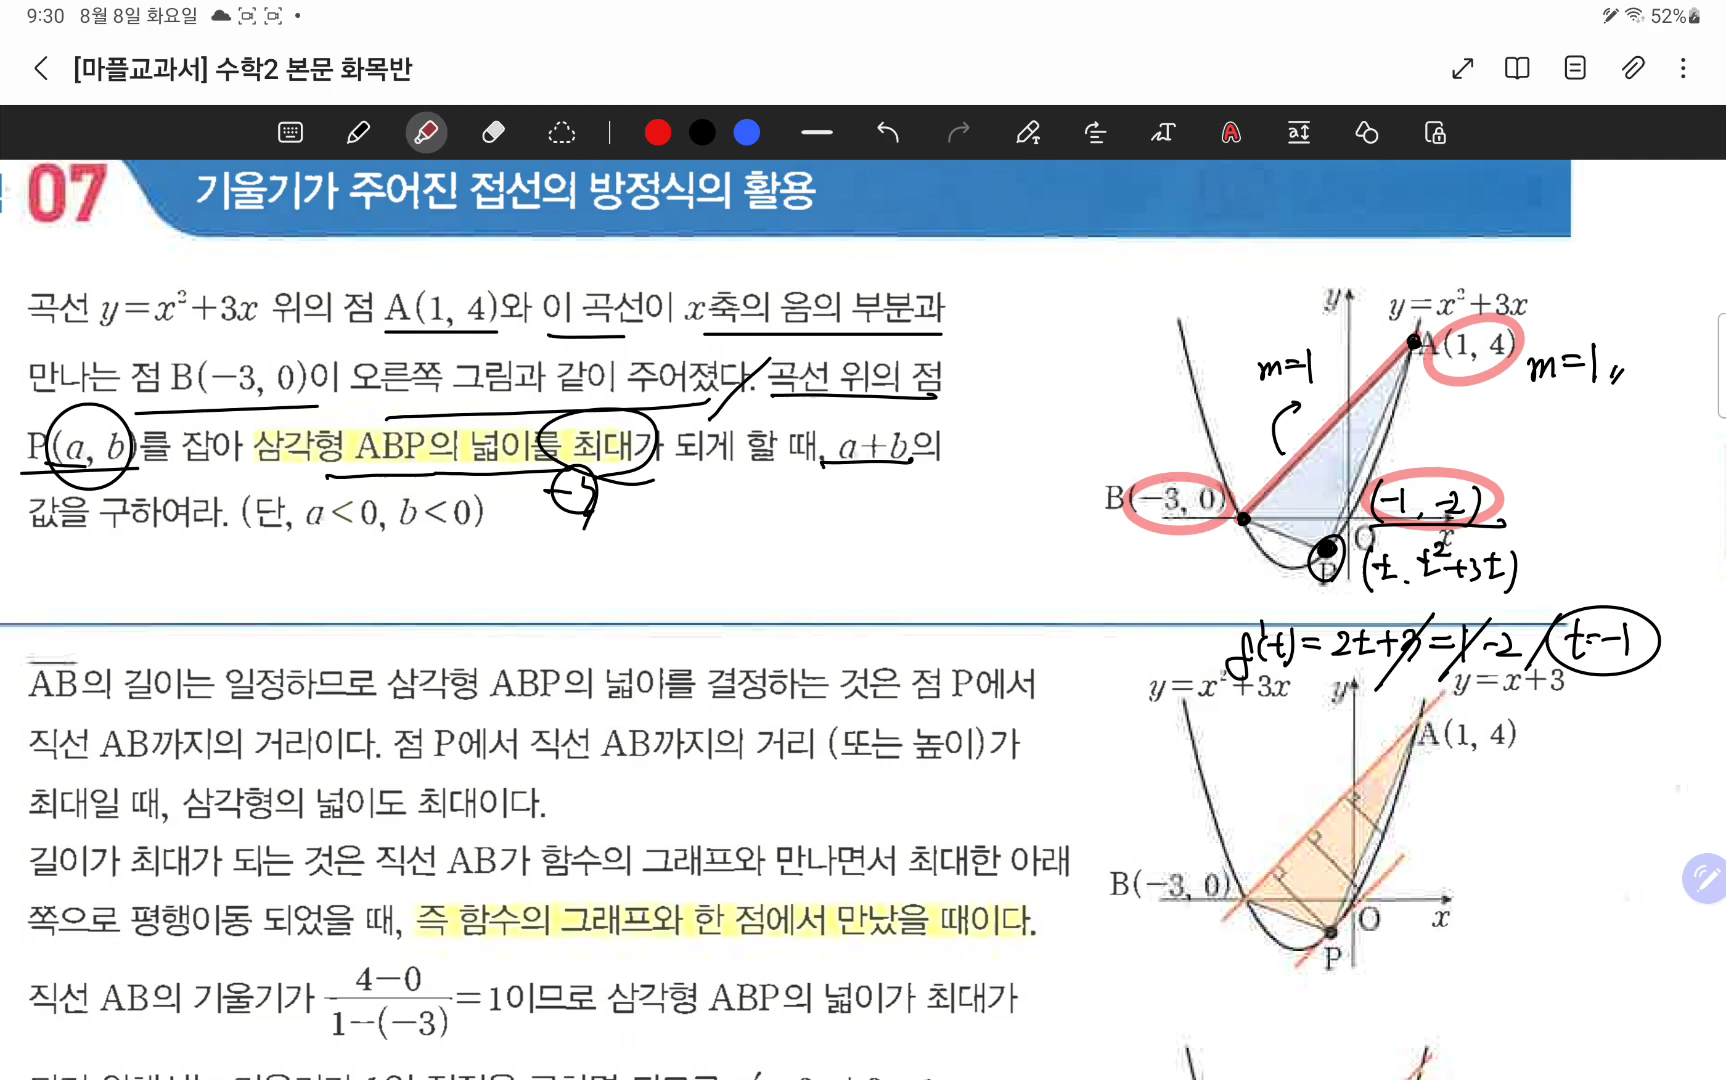 9:30 8월 8일 화요일
52%
[마플교과서] 수학2 본문 화목반
07 기울기가 주어진 접선의 방정식의 활용
곡선 y=x²+3x 위의 점 A(1, 4)와 이 곡선이 x축의 음의 부분과
만나는 점 B(−3, 0)이 오른쪽 그림과 같이 주어졌다. 곡선 위의 점
P(a, b)를 잡아 삼각형 ABP의 넓이를 최대가 되게 할 때, a+b의
값을 구하여라. (단, a<0, b<0)
y
y=x²+3x
A(1, 4)
m=1
m=1
B(−3, 0)
(-1, -2)
O
x
P
(t, t²+3t)
f'(t)=2t+3=1 -2
t=-1
AB의 길이는 일정하므로 삼각형 ABP의 넓이를 결정하는 것은 점 P에서
직선 AB까지의 거리이다. 점 P에서 직선 AB까지의 거리 (또는 높이)가
최대일 때, 삼각형의 넓이도 최대이다.
길이가 최대가 되는 것은 직선 AB가 함수의 그래프와 만나면서 최대한 아래
쪽으로 평행이동 되었을 때, 즉 함수의 그래프와 한 점에서 만났을 때이다.
직선 AB의 기울기가 4−0/1−(−3)=1이므로 삼각형 ABP의 넓이가 최대가
y=x²+3x
y
y=x+3
A(1, 4)
B(−3, 0)
O
x
P